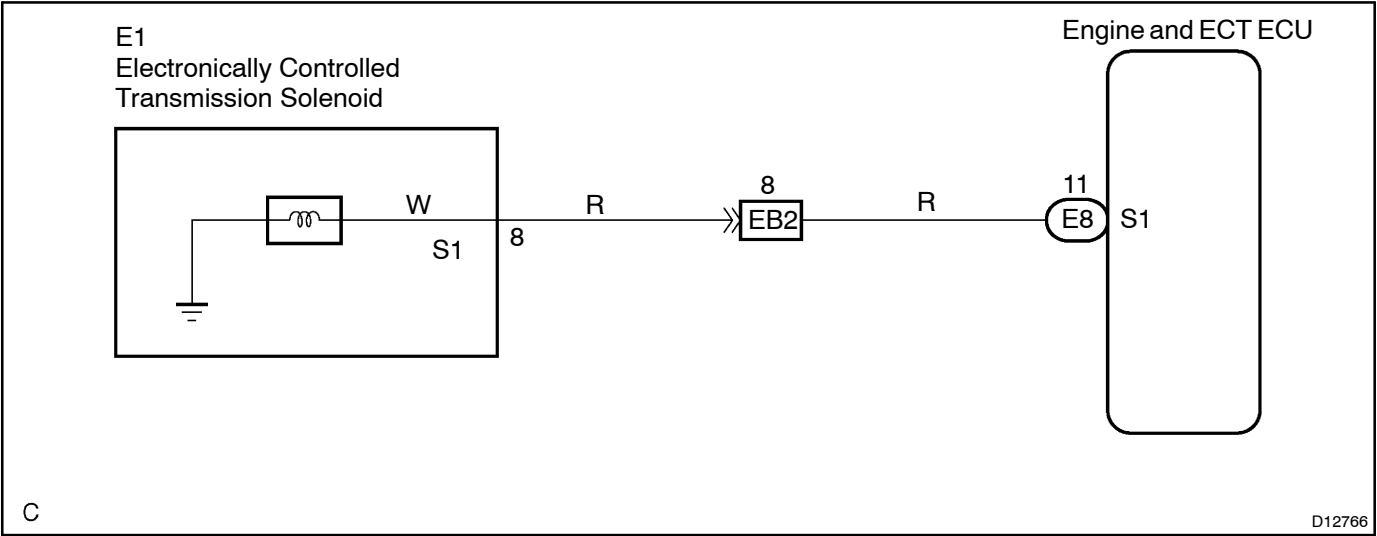 E1
Electronically Controlled
Transmission Solenoid
Engine and ECT ECU
W
S1
8
R
8
EB2
R
11
E8
S1
C
D12766